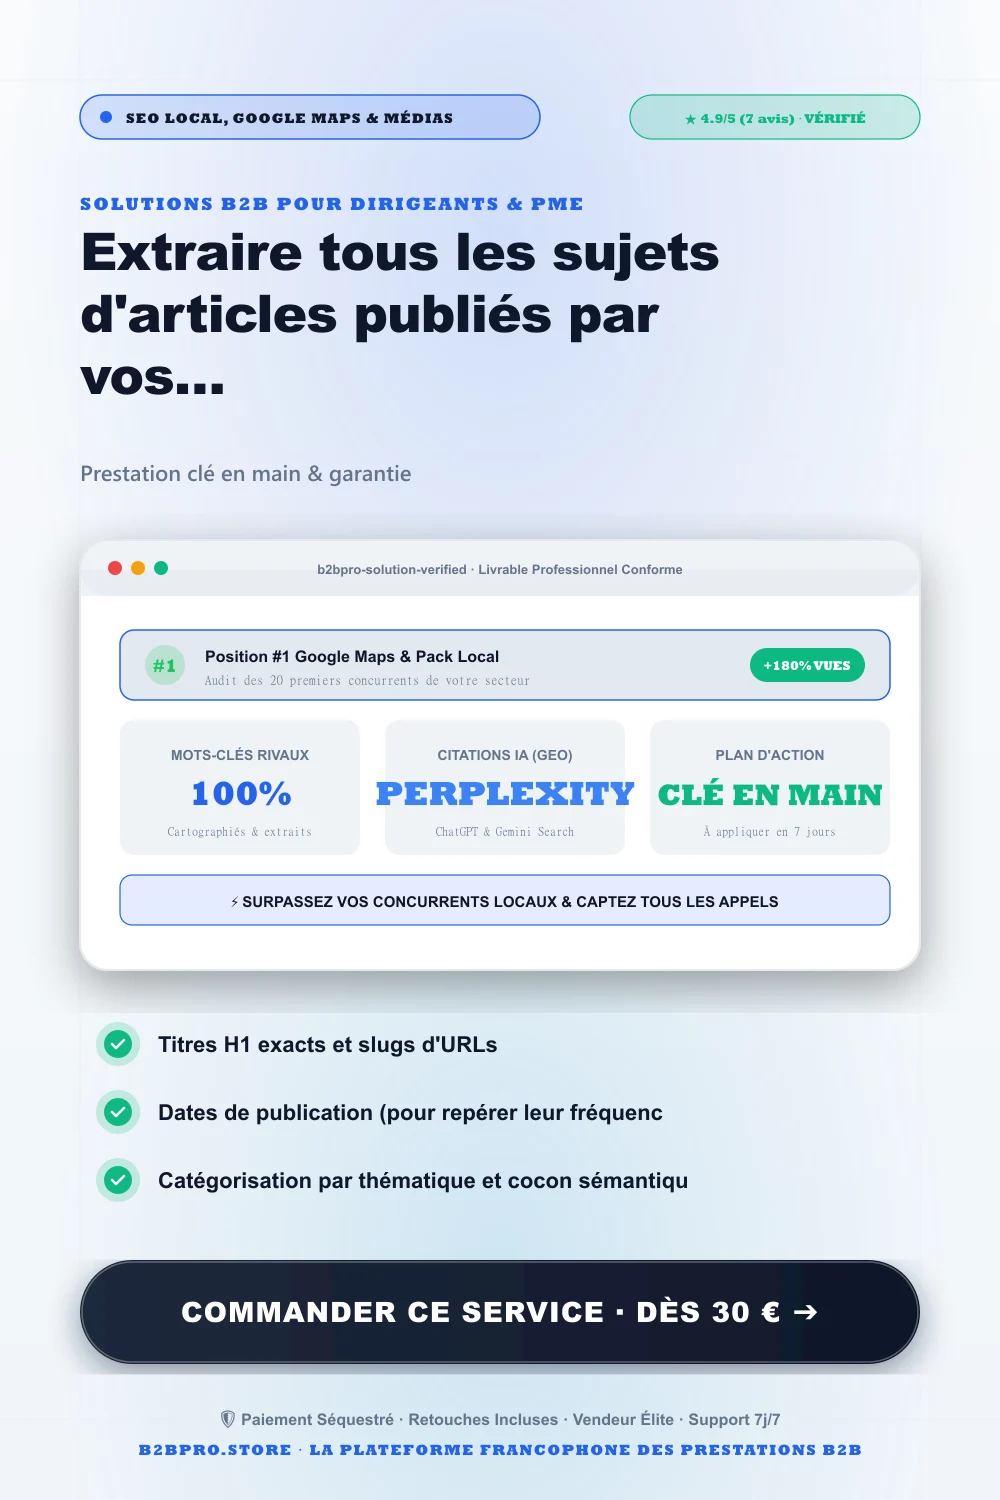 SEO LOCAL, GOOGLE MAPS & MÉDIAS
★ 4.9/5 (7 avis) · VÉRIFIÉ
SOLUTIONS B2B POUR DIRIGEANTS & PME
Extraire tous les sujets
d'articles publiés par
vos...
Prestation clé en main & garantie
b2bpro-solution-verified · Livrable Professionnel Conforme
#1
Position #1 Google Maps & Pack Local
Audit des 20 premiers concurrents de votre secteur
+180% VUES
MOTS-CLÉS RIVAUX
100%
Cartographiés & extraits
CITATIONS IA (GEO)
PERPLEXITY
ChatGPT & Gemini Search
PLAN D'ACTION
CLÉ EN MAIN
À appliquer en 7 jours
⚡ SURPASSEZ VOS CONCURRENTS LOCAUX & CAPTEZ TOUS LES APPELS
Titres H1 exacts et slugs d'URLs
Dates de publication (pour repérer leur fréquenc
Catégorisation par thématique et cocon sémantiqu
COMMANDER CE SERVICE · DÈS 30 € →
🛡 Paiement Séquestré · Retouches Incluses · Vendeur Élite · Support 7j/7
B2BPRO.STORE · LA PLATEFORME FRANCOPHONE DES PRESTATIONS B2B